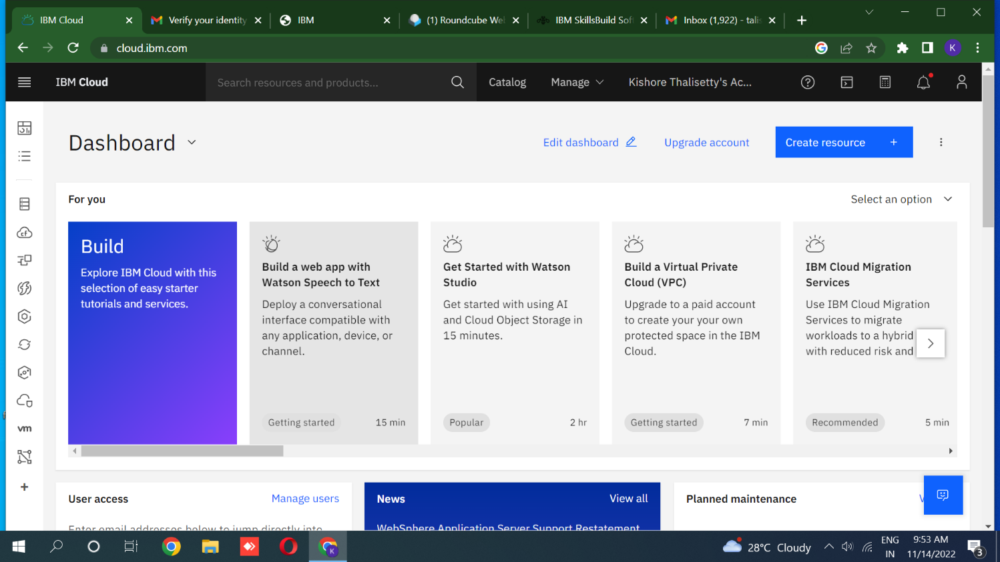 IBM Cloud
Verify your identity
IBM
(1) Roundcube We
IBM SkillsBuild Sof
Inbox (1,922) - talis
cloud.ibm.com
K
IBM Cloud
Search resources and products...
Catalog
Manage
Kishore Thalisetty's Ac...
Dashboard
Edit dashboard
Upgrade account
Create resource +
For you
Select an option
Build
Explore IBM Cloud with this
selection of easy starter
tutorials and services.
Build a web app with
Watson Speech to Text
Deploy a conversational
interface compatible with
any application, device, or
channel.
Getting started
15 min
Get Started with Watson
Studio
Get started with using AI
and Cloud Object Storage in
15 minutes.
Popular
2 hr
Build a Virtual Private
Cloud (VPC)
Upgrade to a paid account
to create your your own
protected space in the IBM
Cloud.
Getting started
7 min
IBM Cloud Migration
Services
Use IBM Cloud Migration
Services to migrate
workloads to a hybrid
with reduced risk and
Recommended
5 min
cf
vm
User access
Manage users
Enter email addresses below to jump directly into
News
View all
WebSphere Application Server Support Restatement
Planned maintenance
V
K
28°C Cloudy
ENG
IN
9:53 AM
11/14/2022
3